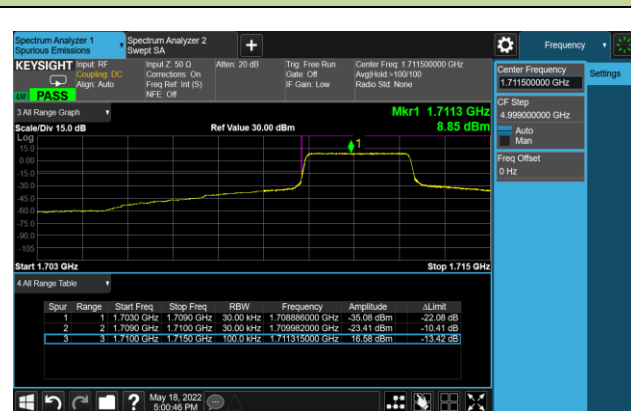 Spectrum Analyzer 1
Spurious Emissions
Spectrum Analyzer 2
Swept SA
Frequency
KEYSIGHT
Input: RF
Coupling: DC
Align: Auto
Input Z: 50 Ω
Corrections: On
Freq Ref: Int (S)
NFE: Off
Atten: 20 dB
Trig: Free Run
Gate: Off
IF Gain: Low
Center Freq: 1.711500000 GHz
Avg|Hold:>100/100
Radio Std: None
PASS
Center Frequency
1.711500000 GHz
Settings
CF Step
4.999000000 GHz
Auto
Man
Freq Offset
0 Hz
3 All Range Graph
Mkr1 1.7113 GHz
Scale/Div 15.0 dB
Ref Value 30.00 dBm
8.85 dBm
Log
15.0
0.00
-15.0
-30.0
-45.0
-60.0
-75.0
-90.0
-105
1
Start 1.703 GHz
Stop 1.715 GHz
4 All Range Table
Spur Range Start Freq Stop Freq RBW Frequency Amplitude ΔLimit
1 1 1.7030 GHz 1.7090 GHz 30.00 kHz 1.708886000 GHz -35.08 dBm -22.08 dB
2 2 1.7090 GHz 1.7100 GHz 30.00 kHz 1.709982000 GHz -23.41 dBm -10.41 dB
3 3 1.7100 GHz 1.7150 GHz 100.0 kHz 1.711315000 GHz 16.58 dBm -13.42 dB
?
May 18, 2022
5:00:46 PM